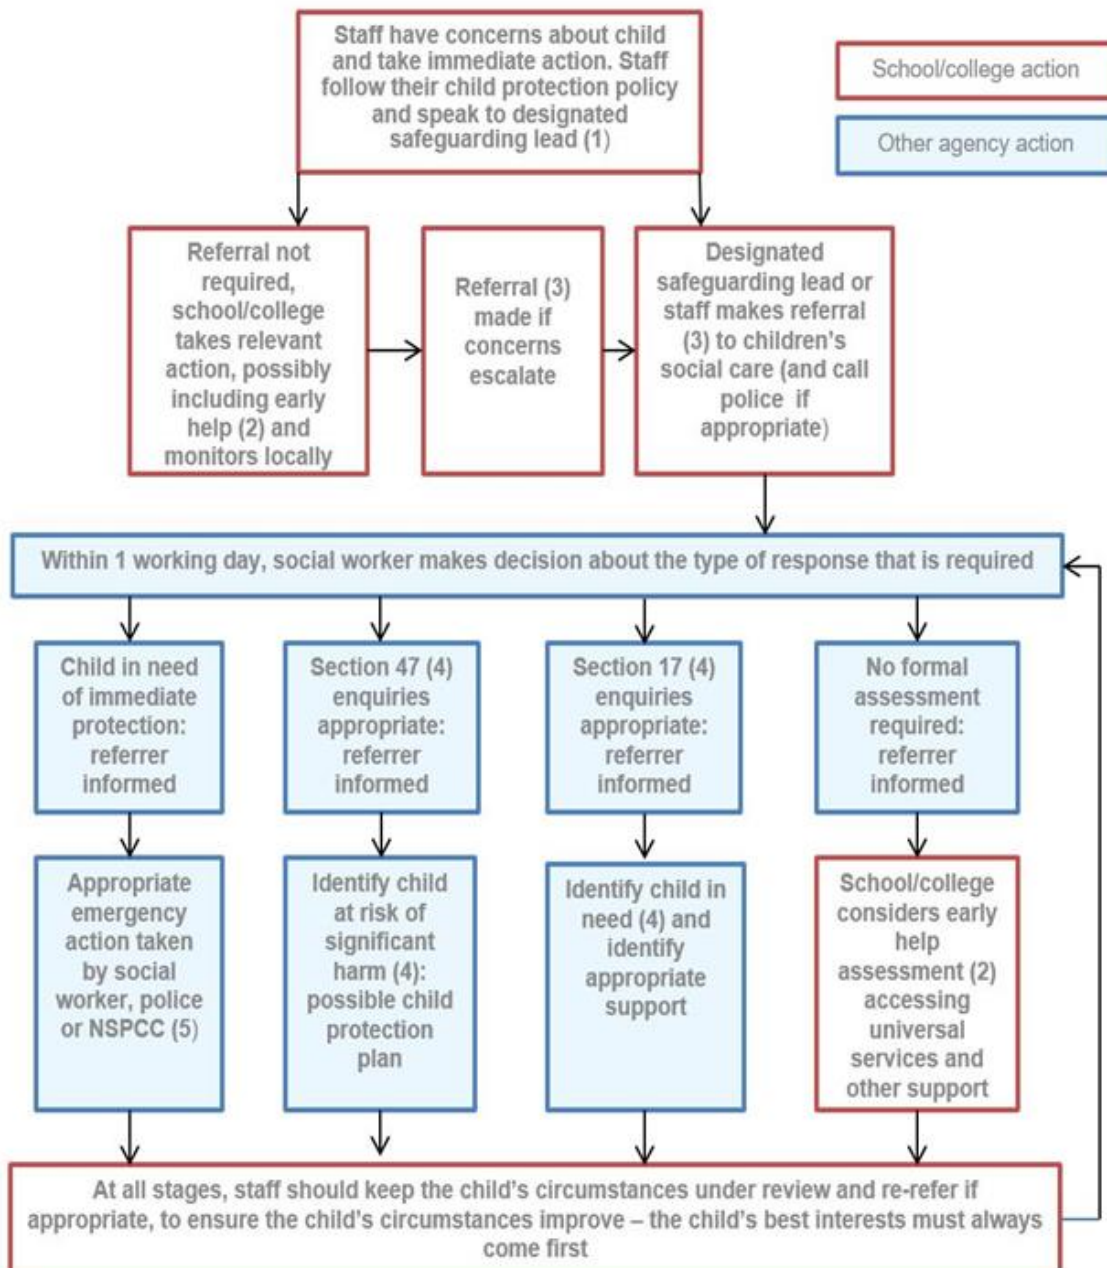 Staff have concerns about child
and take immediate action. Staff
follow their child protection policy
and speak to designated
safeguarding lead (1)
School/college action
Other agency action
Referral not
required,
school/college
takes relevant
action, possibly
including early
help (2) and
monitors locally
Referral (3)
made if
concerns
escalate
Designated
safeguarding lead or
staff makes referral
(3) to children's
social care (and call
police if
appropriate)
Within 1 working day, social worker makes decision about the type of response that is required
Child in need
of immediate
protection:
referrer
informed
Section 47 (4)
enquiries
appropriate:
referrer
informed
Section 17 (4)
enquiries
appropriate:
referrer
informed
No formal
assessment
required:
referrer
informed
Appropriate
emergency
action taken
by social
worker, police
or NSPCC (5)
Identify child
at risk of
significant
harm (4):
possible child
protection
plan
Identify child in
need (4) and
identify
appropriate
support
School/college
considers early
help
assessment (2)
accessing
universal
services and
other support
At all stages, staff should keep the child's circumstances under review and re-refer if
appropriate, to ensure the child's circumstances improve – the child's best interests must always
come first